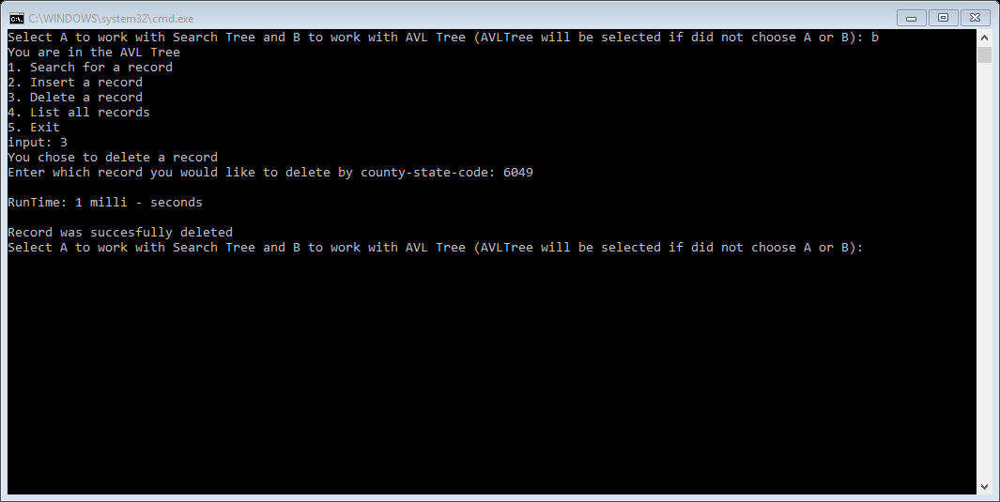 C:\WINDOWS\system32\cmd.exe
Select A to work with Search Tree and B to work with AVL Tree (AVLTree will be selected if did not choose A or B): b
You are in the AVL Tree
1. Search for a record
2. Insert a record
3. Delete a record
4. List all records
5. Exit
input: 3
You chose to delete a record
Enter which record you would like to delete by county-state-code: 6049
RunTime: 1 milli - seconds
Record was succesfully deleted
Select A to work with Search Tree and B to work with AVL Tree (AVLTree will be selected if did not choose A or B):